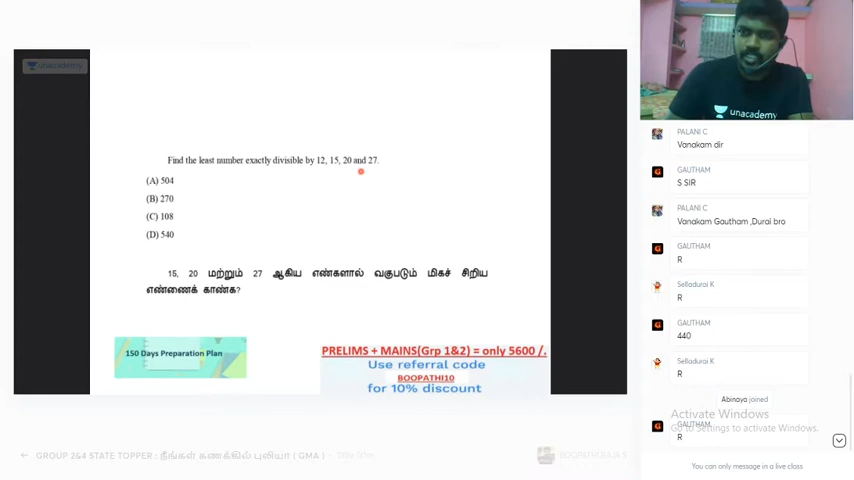 unacademy
Find the least number exactly divisible by 12, 15, 20 and 27.
(A) 504
(B) 270
(C) 108
(D) 540
15, 20 மற்றும் 27 ஆகிய எண்களால் வகுபடும் மிகச் சிறிய
எண்ணைக் காண்க?
150 Days Preparation Plan
PRELIMS + MAINS(Grp 1&2) = only 5600 /.
Use referral code
BOOPATHI10
for 10% discount
GROUP 2&4 STATE TOPPER : நீங்கள் கணக்கில் புலியா ( GMA )
BOOPATHI RAJA S
unacademy
PALANI C
Vanakam dir
GAUTHAM
S SIR
PALANI C
Vanakam Gautham ,Durai bro
GAUTHAM
R
Selladurai K
R
GAUTHAM
440
Selladurai K
R
Abinaya joined
Activate Windows
GAUTHAM
Go to Settings to activate Windows.
R
You can only message in a live class